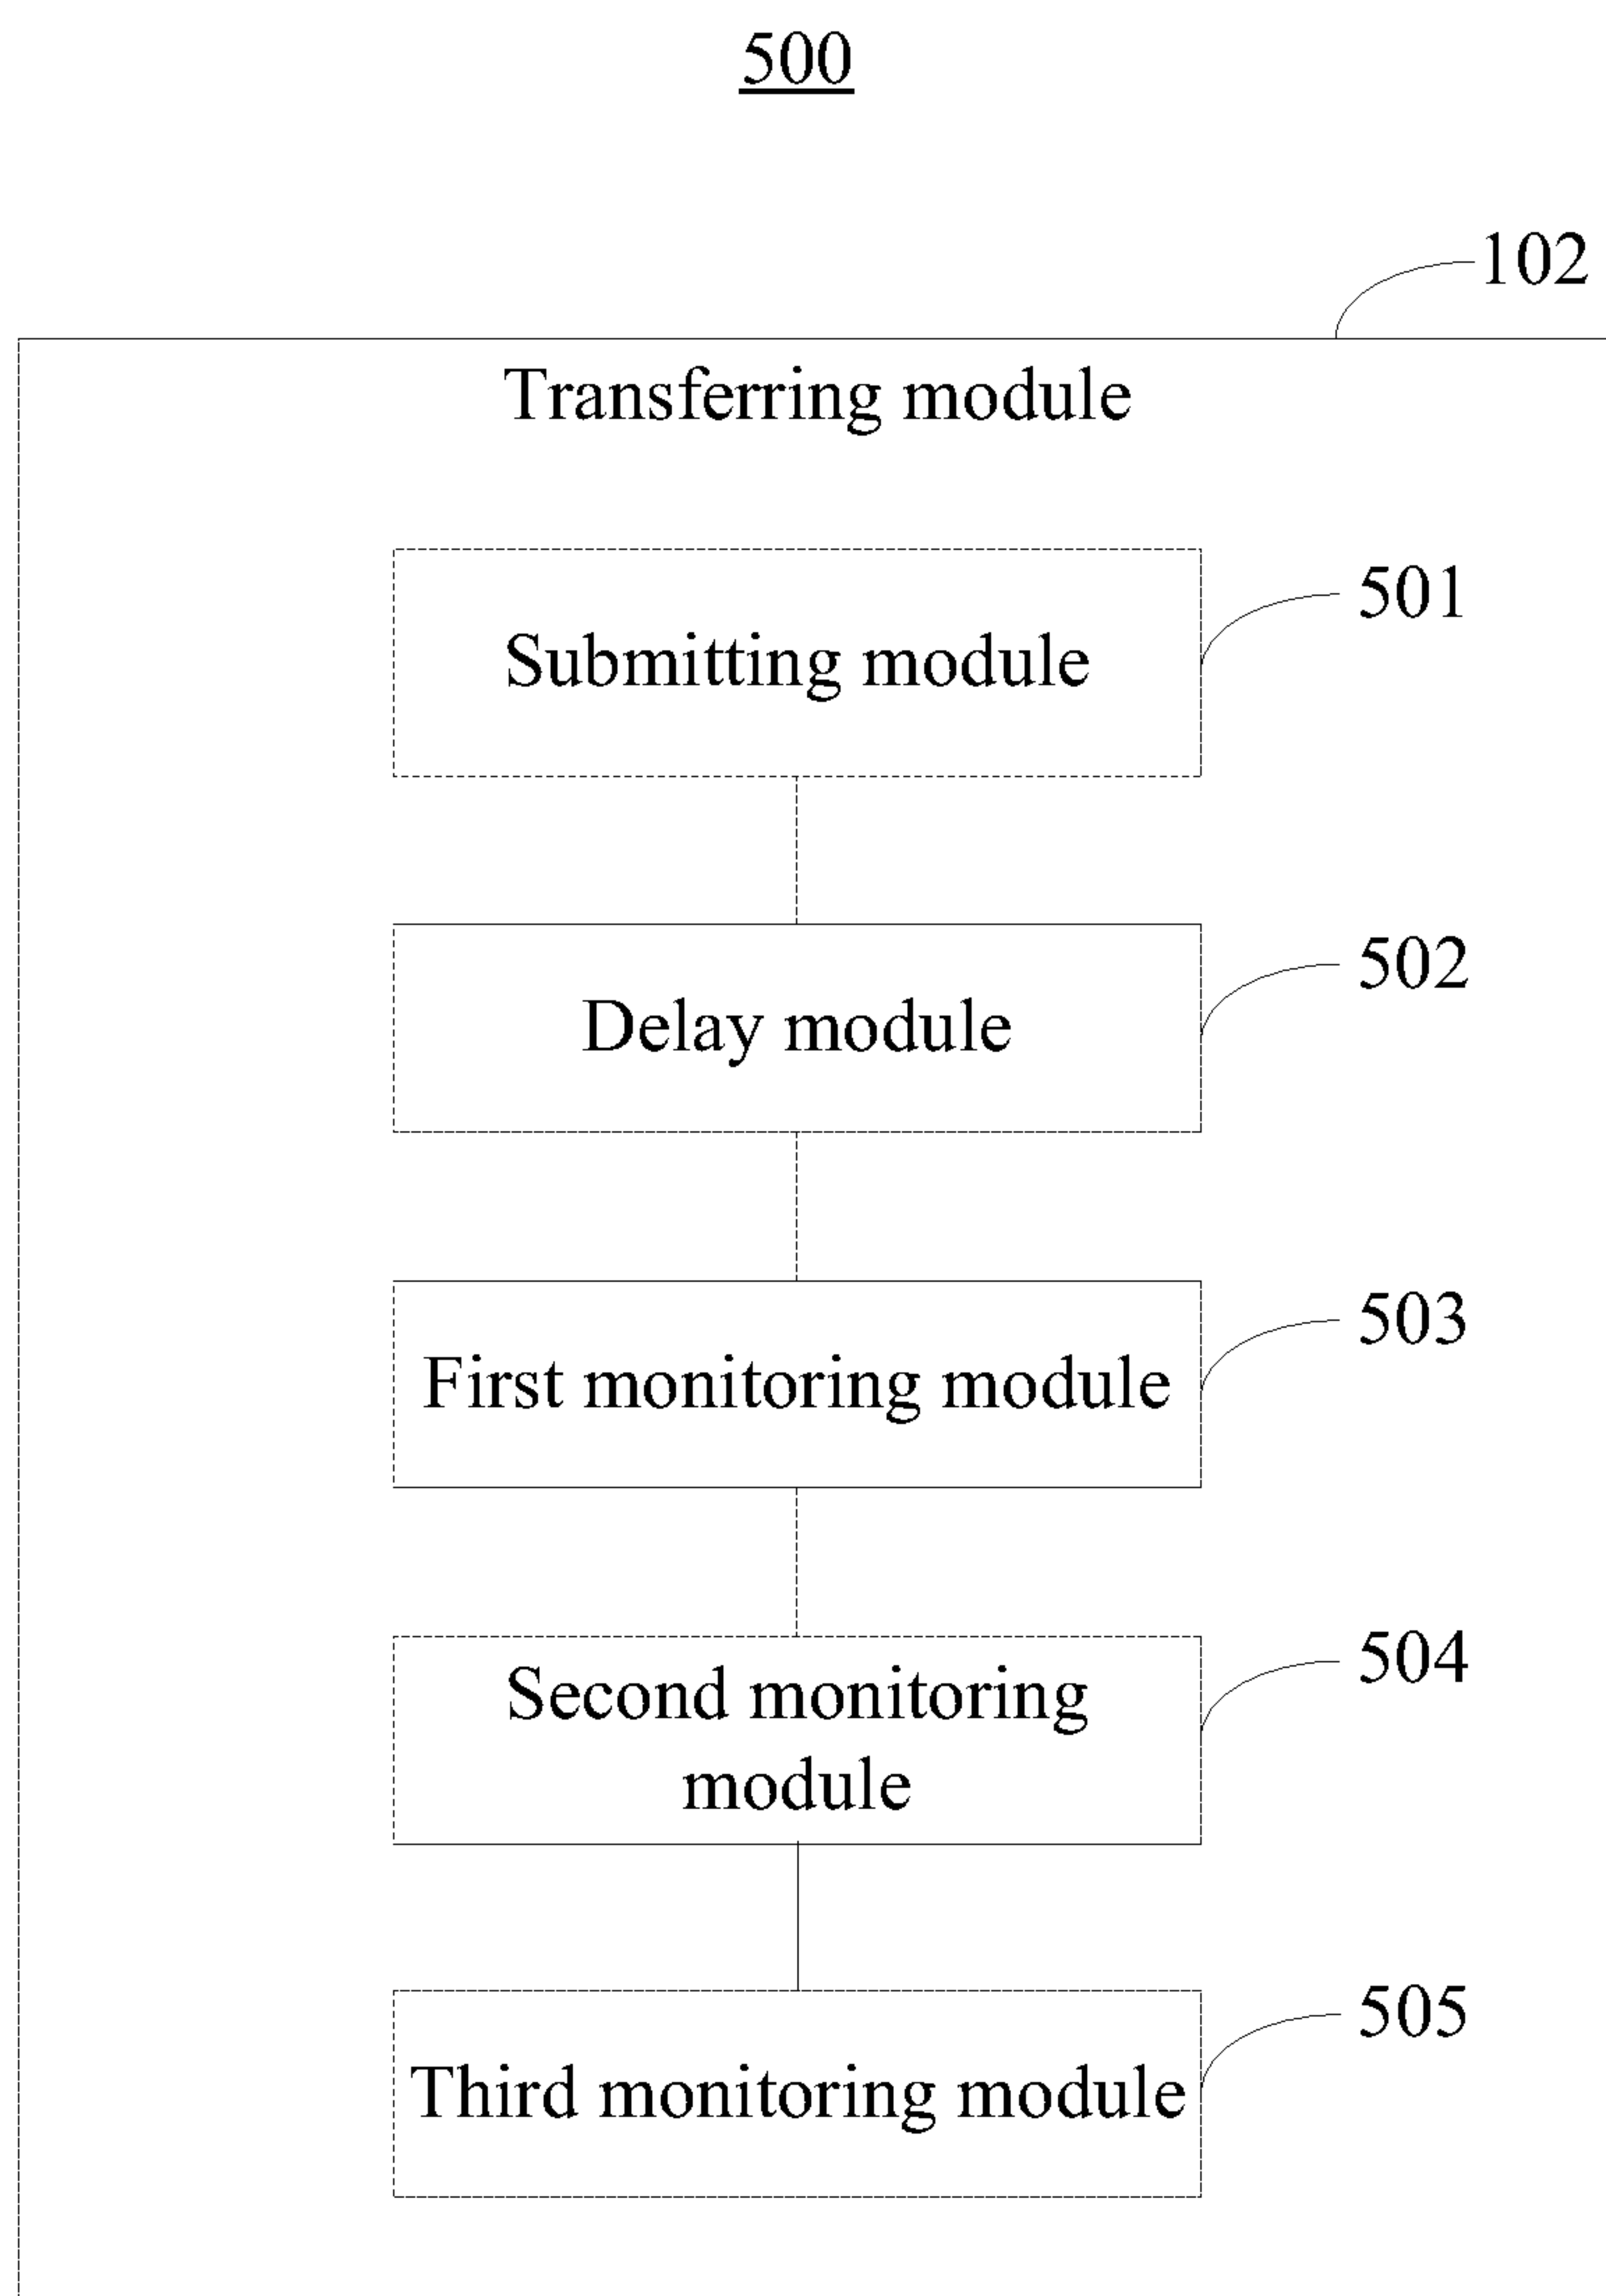 500
102
Transferring module
501
Submitting module
502
Delay module
503
First monitoring module
504
Second monitoring
module
505
Third monitoring module